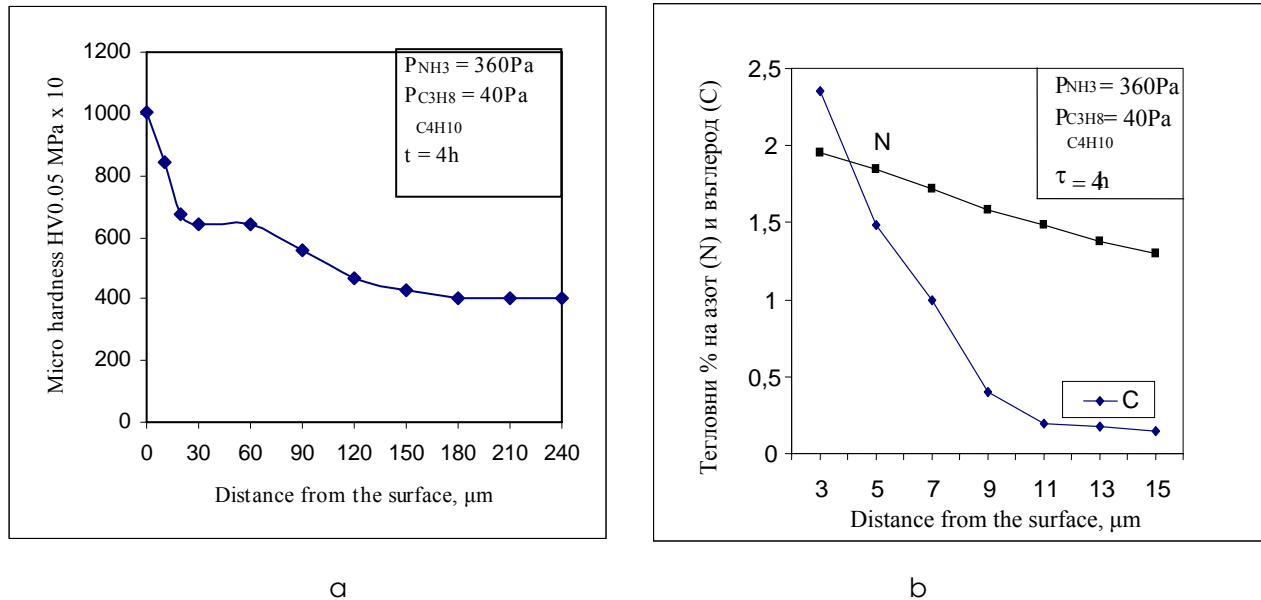 1200
1000
800
600
400
200
0
Micro hardness HV0.05 MPa x 10
PNH3 = 360Pa
PC3H8 = 40Pa
C4H10
t = 4h
0 30 60 90 120 150 180 210 240
Distance from the surface, μm
a
2,5
2
1,5
1
0,5
0
Тегловни % на азот (N) и въглерод (C)
PNH3 = 360Pa
PC3H8= 40Pa
C4H10
τ = 4h
N
C
3 5 7 9 11 13 15
Distance from the surface, μm
b